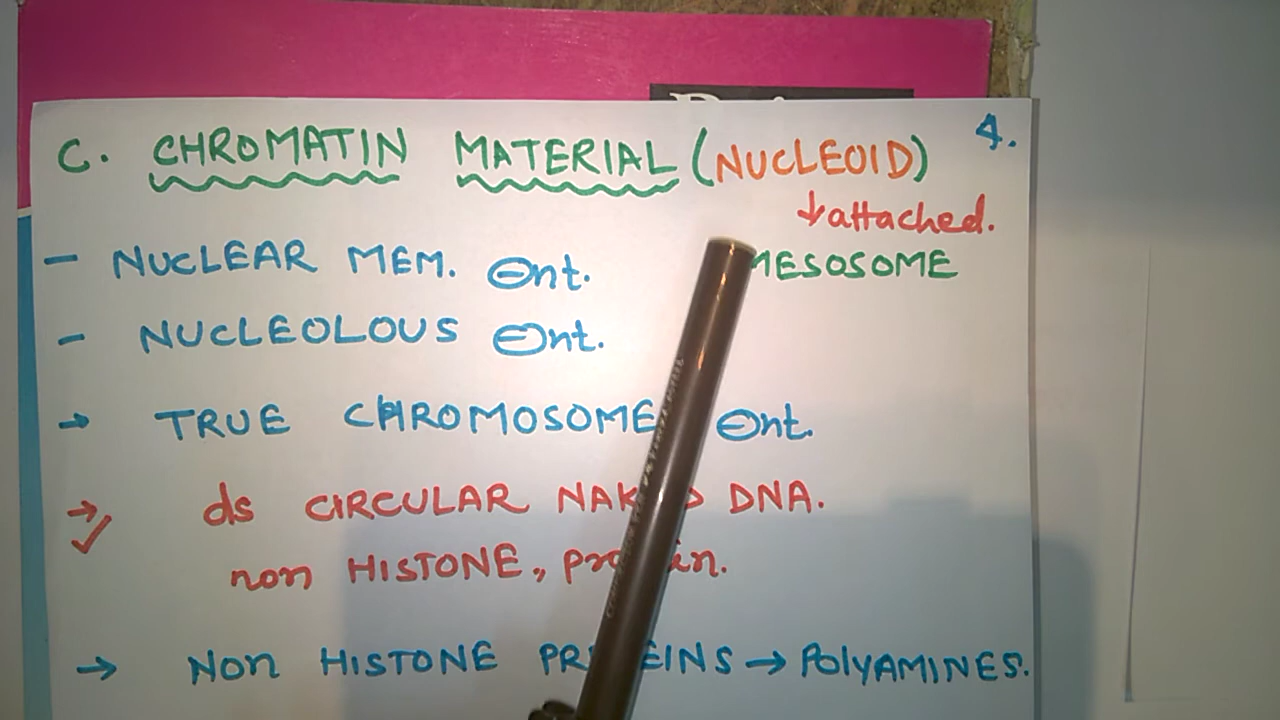 C. CHROMATIN MATERIAL (NUCLEOID) 4.
↓ attached.
MESOSOME
- NUCLEAR MEM. ⊖nt.
- NUCLEOLOUS ⊖nt.
→ TRUE CHROMOSOME ⊖nt.
→ ds CIRCULAR DNA.
non HISTONE,
→ Non HISTONE → POLYAMINES.